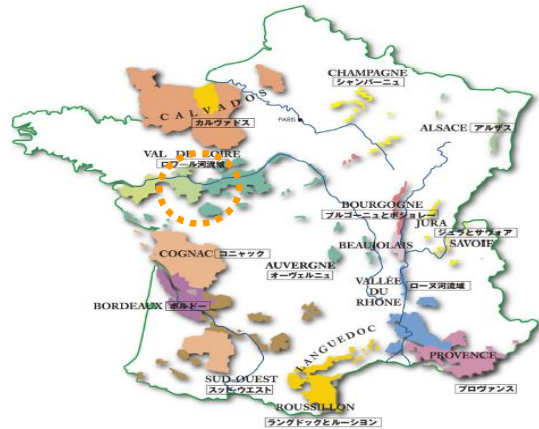 CHAMPAGNE
シャンパーニュ
CALVADOS
カルヴァドス
PARIS
ALSACE アルザス
VAL DE LOIRE
ロワール河流域
BOURGOGNE
ブルゴーニュとボジョレー
JURA
ジュラとサヴォア
SAVOIE
BEAUJOLAIS
COGNAC コニャック
AUVERGNE
オーヴェルニュ
VALLÉE
DU
RHÔNE
ローヌ河流域
BORDEAUX ボルドー
LANGUEDOC
PROVENCE
プロヴァンス
SUD-OUEST
スッド・ウエスト
ROUSSILLON
ラングドックとルーション